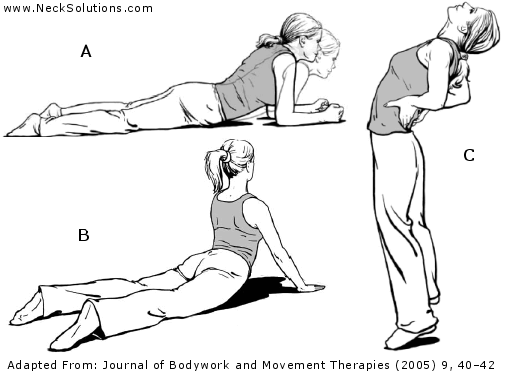 www.NeckSolutions.com
A
B
C
Adapted From: Journal of Bodywork and Movement Therapies (2005) 9, 40-42